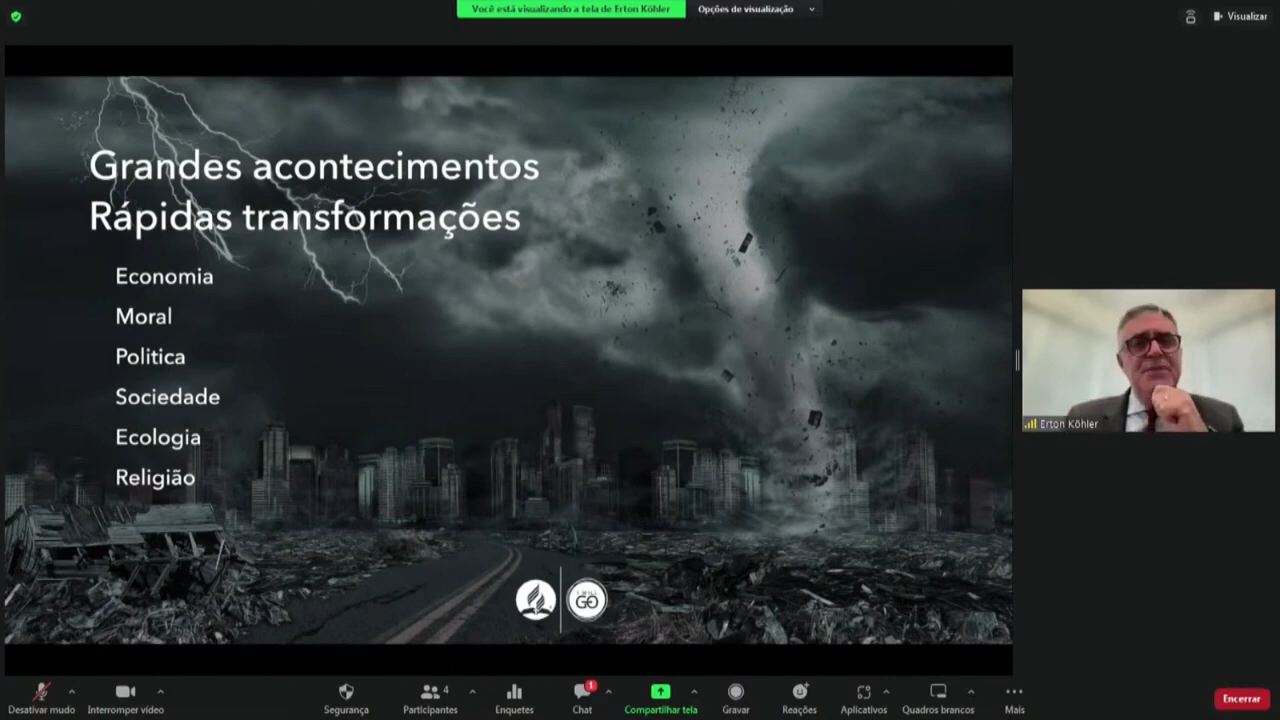 Você está visualizando a tela de Erton Köhler
Opções de visualização
Visualizar
Grandes acontecimentos
Rápidas transformações
Economia
Moral
Politica
Sociedade
Ecologia
Religião
I WILL
GO
Erton Köhler
Desativar mudo
Interromper vídeo
Segurança
4
Participantes
Enquetes
1
Chat
Compartilhar tela
Gravar
Reações
Aplicativos
Quadros brancos
Mais
Encerrar